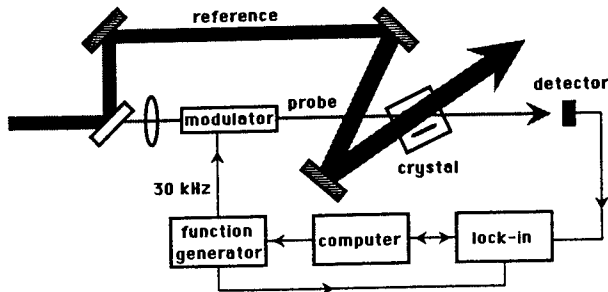 reference
detector
probe
modulator
crystal
30 kHz
function
generator
computer
lock-in